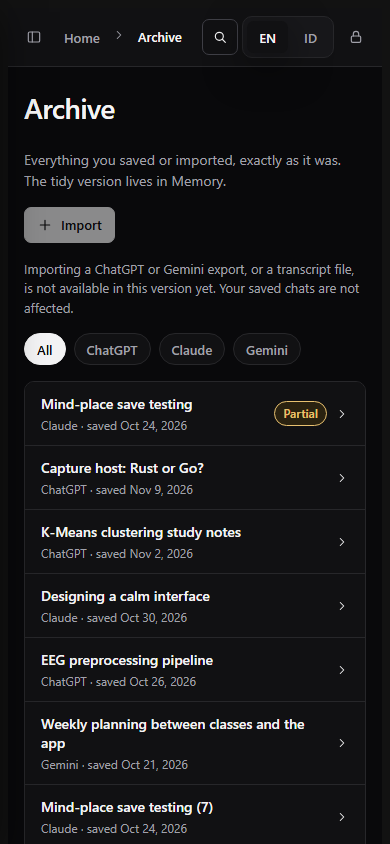 Home > Archive EN ID
Archive
Everything you saved or imported, exactly as it was.
The tidy version lives in Memory.
+ Import
Importing a ChatGPT or Gemini export, or a transcript file,
is not available in this version yet. Your saved chats are not
affected.
All ChatGPT Claude Gemini
Mind-place save testing
Partial
Claude · saved Oct 24, 2026
Capture host: Rust or Go?
ChatGPT · saved Nov 9, 2026
K-Means clustering study notes
ChatGPT · saved Nov 2, 2026
Designing a calm interface
Claude · saved Oct 30, 2026
EEG preprocessing pipeline
ChatGPT · saved Oct 26, 2026
Weekly planning between classes and the
app
Gemini · saved Oct 21, 2026
Mind-place save testing (7)
Claude · saved Oct 24, 2026